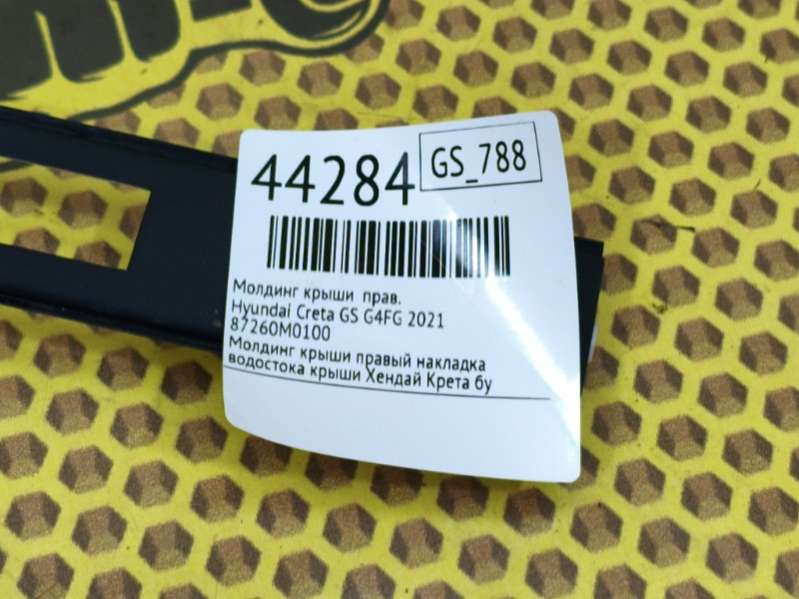 44284
GS_788
Молдинг крыши прав.
Hyundai Creta GS G4FG 2021
87260M0100
Молдинг крыши правый накладка
водостока крыши Хендай Крета бу